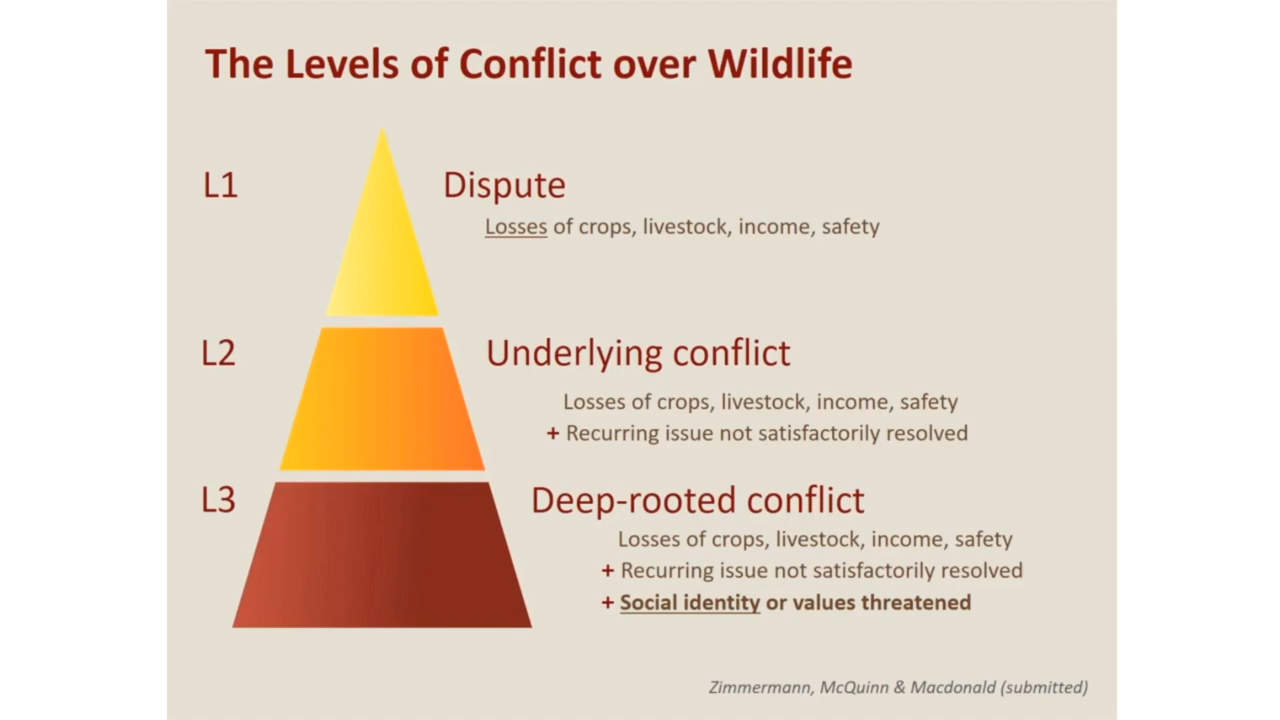 The Levels of Conflict over Wildlife
L1
Dispute
Losses of crops, livestock, income, safety
L2
Underlying conflict
Losses of crops, livestock, income, safety
+ Recurring issue not satisfactorily resolved
L3
Deep-rooted conflict
Losses of crops, livestock, income, safety
+ Recurring issue not satisfactorily resolved
+ Social identity or values threatened
Zimmermann, McQuinn & Macdonald (submitted)